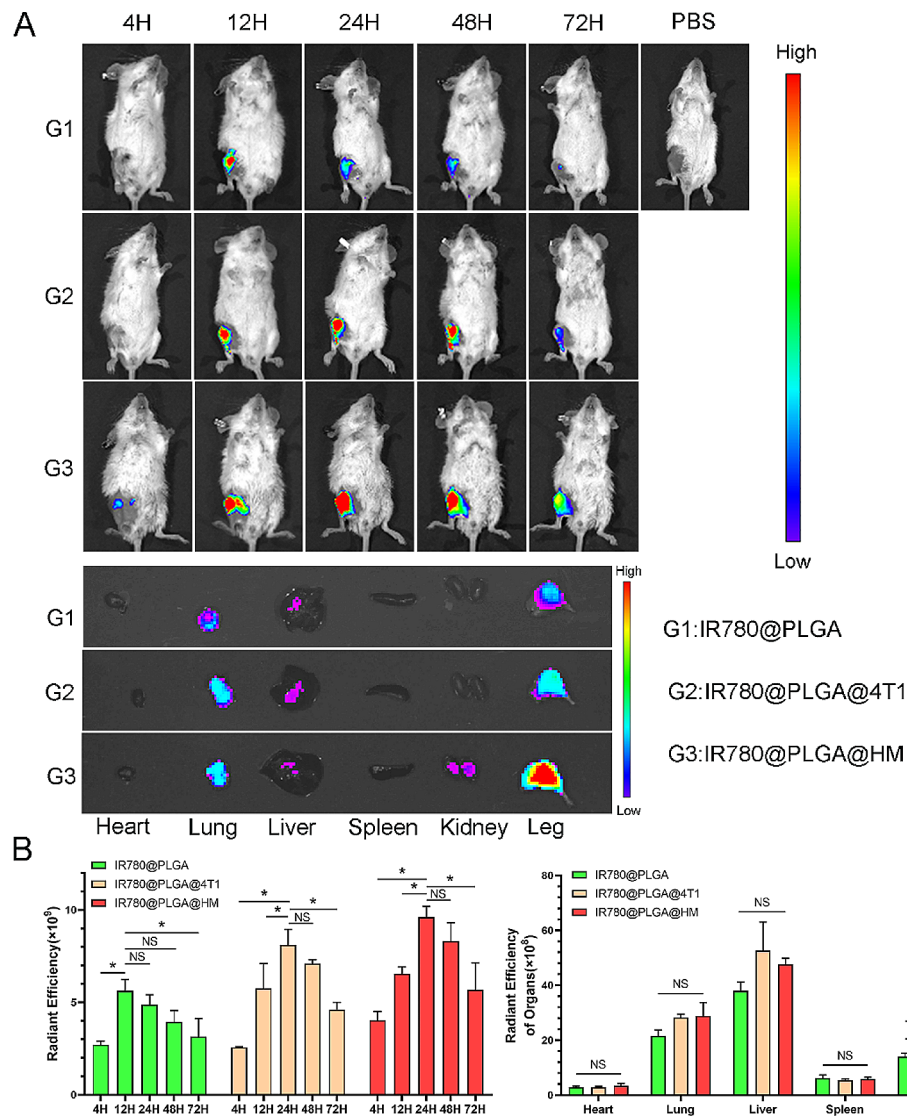 A
4H 12H 24H 48H 72H PBS
High
G1
G2
G3
Low
High
G1
G1:IR780@PLGA
G2
G2:IR780@PLGA@4T1
G3
G3:IR780@PLGA@HM
Low
Heart Lung Liver Spleen Kidney Leg
B
IR780@PLGA
IR780@PLGA@4T1
IR780@PLGA@HM
Radiant Efficiency(×10⁸)
10
5
0
* NS NS *
* * NS *
* * NS *
4H 12H 24H 48H 72H 4H 12H 24H 48H 72H 4H 12H 24H 48H 72H
IR780@PLGA
IR780@PLGA@4T1
IR780@PLGA@HM
Radiant Efficiency
of Organs(×10⁸)
80
60
40
20
0
NS NS NS NS
Heart Lung Liver Spleen